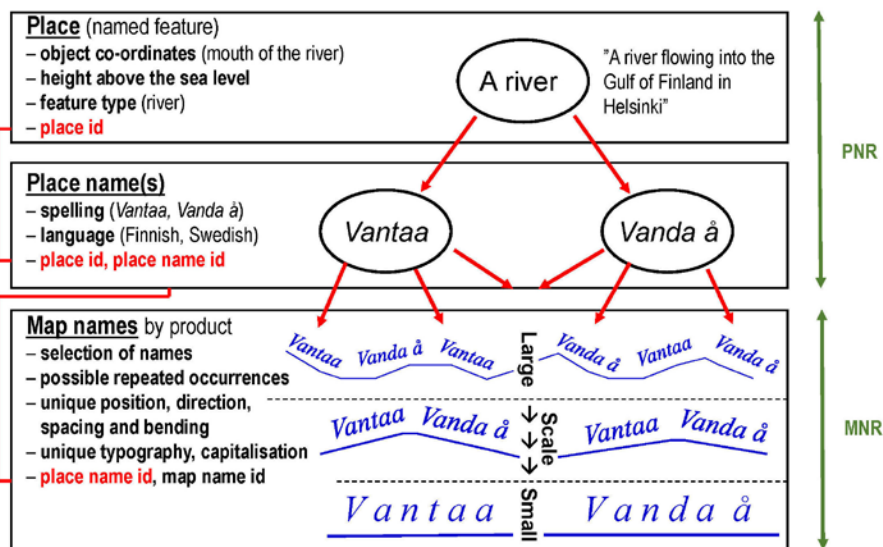 Place (named feature)
– object co-ordinates (mouth of the river)
– height above the sea level
– feature type (river)
– place id
A river
"A river flowing into the
Gulf of Finland in
Helsinki"
PNR
Place name(s)
– spelling (Vantaa, Vanda å)
– language (Finnish, Swedish)
– place id, place name id
Vantaa
Vanda å
Map names by product
– selection of names
– possible repeated occurrences
– unique position, direction,
spacing and bending
– unique typography, capitalisation
– place name id, map name id
Vantaa Vanda å Vantaa
Large
Vanda å Vantaa Vanda å
Vantaa Vanda å
Scale
Vantaa Vanda å
Vantaa
Small
Vanda å
MNR